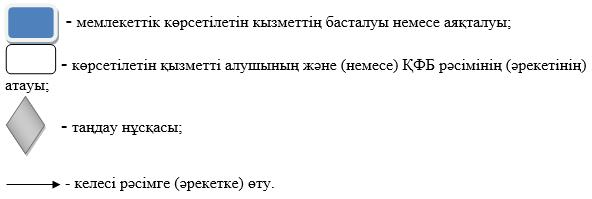 - мемлекеттік көрсетілетін қызметтің басталуы немесе аяқталуы;
- көрсетілетін қызметті алушының және (немесе) ҚФБ рәсімінің (әрекетінің)
атауы;
- таңдау нұсқасы;
- келесі рәсімге (әрекетке) өту.